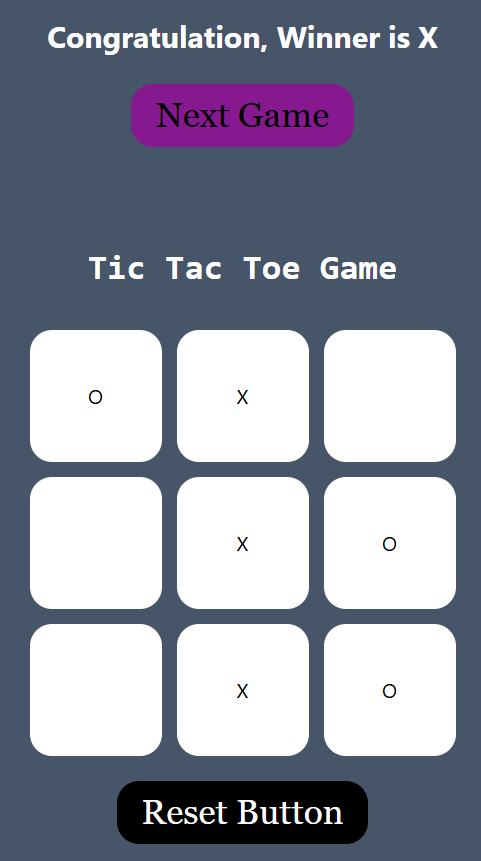 Congratulation, Winner is X
Next Game
Tic Tac Toe Game
O X
X O
X O
Reset Button